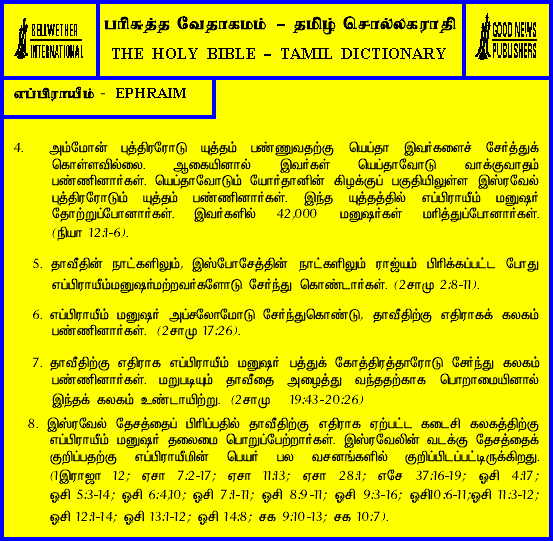 BELLWETHER
INTERNATIONAL
பரிசுத்த வேதாகமம் - தமிழ் சொல்லகராதி
THE HOLY BIBLE - TAMIL DICTIONARY
GOOD NEWS
PUBLISHERS
எப்பிராயீம் - EPHRAIM
4. அம்மோன் புத்திரரோடு யுத்தம் பண்ணுவதற்கு யெப்தா இவர்களைச் சேர்த்துக்
கொள்ளவில்லை. ஆகையினால் இவர்கள் யெப்தாவோடு வாக்குவாதம்
பண்ணினார்கள். யெப்தாவோடும் யோர்தானின் கிழக்குப் பகுதியிலுள்ள இஸ்ரவேல்
புத்திரரோடும் யுத்தம் பண்ணினார்கள். இந்த யுத்தத்தில் எப்பிராயீம் மனுஷர்
தோற்றுப்போனார்கள். இவர்களில் 42,000 மனுஷர்கள் மரித்துப்போனார்கள்.
(நியா 12:1-6).
5. தாவீதின் நாட்களிலும், இஸ்போசேத்தின் நாட்களிலும் ராஜ்யம் பிரிக்கப்பட்ட போது
எப்பிராயீம்மனுஷர்மற்றவர்களோடு சேர்ந்து கொண்டார்கள். (2சாமு 2:8-11).
6. எப்பிராயீம் மனுஷர் அப்சலோமோடு சேர்ந்துகொண்டு, தாவீதிற்கு எதிராகக் கலகம்
பண்ணினார்கள். (2சாமு 17:26).
7. தாவீதிற்கு எதிராக எப்பிராயீம் மனுஷர் பத்துக் கோத்திரத்தாரோடு சேர்ந்து கலகம்
பண்ணினார்கள். மறுபடியும் தாவீதை அழைத்து வந்ததற்காக பொறாமையினால்
இந்தக் கலகம் உண்டாயிற்று. (2சாமு 19:43-20:26)
8. இஸ்ரவேல் தேசத்தைப் பிரிப்பதில் தாவீதிற்கு எதிராக ஏற்பட்ட கடைசி கலகத்திற்கு
எப்பிராயீம் மனுஷர் தலைமை பொறுப்பேற்றார்கள். இஸ்ரவேலின் வடக்கு தேசத்தைக்
குறிப்பதற்கு எப்பிராயீமின் பெயர் பல வசனங்களில் குறிப்பிடப்பட்டிருக்கிறது.
(1இராஜா 12; ஏசா 7:2-17; ஏசா 11:13; ஏசா 28:1; எசே 37:16-19; ஓசி 4:17;
ஓசி 5:3-14; ஓசி 6:4,10; ஓசி 7:1-11; ஓசி 8:9-11; ஓசி 9:3-16; ஓசி10:6-11;ஓசி 11:3-12;
ஓசி 12:1-14; ஓசி 13:1-12; ஓசி 14:8; சக 9:10-13; சக 10:7).